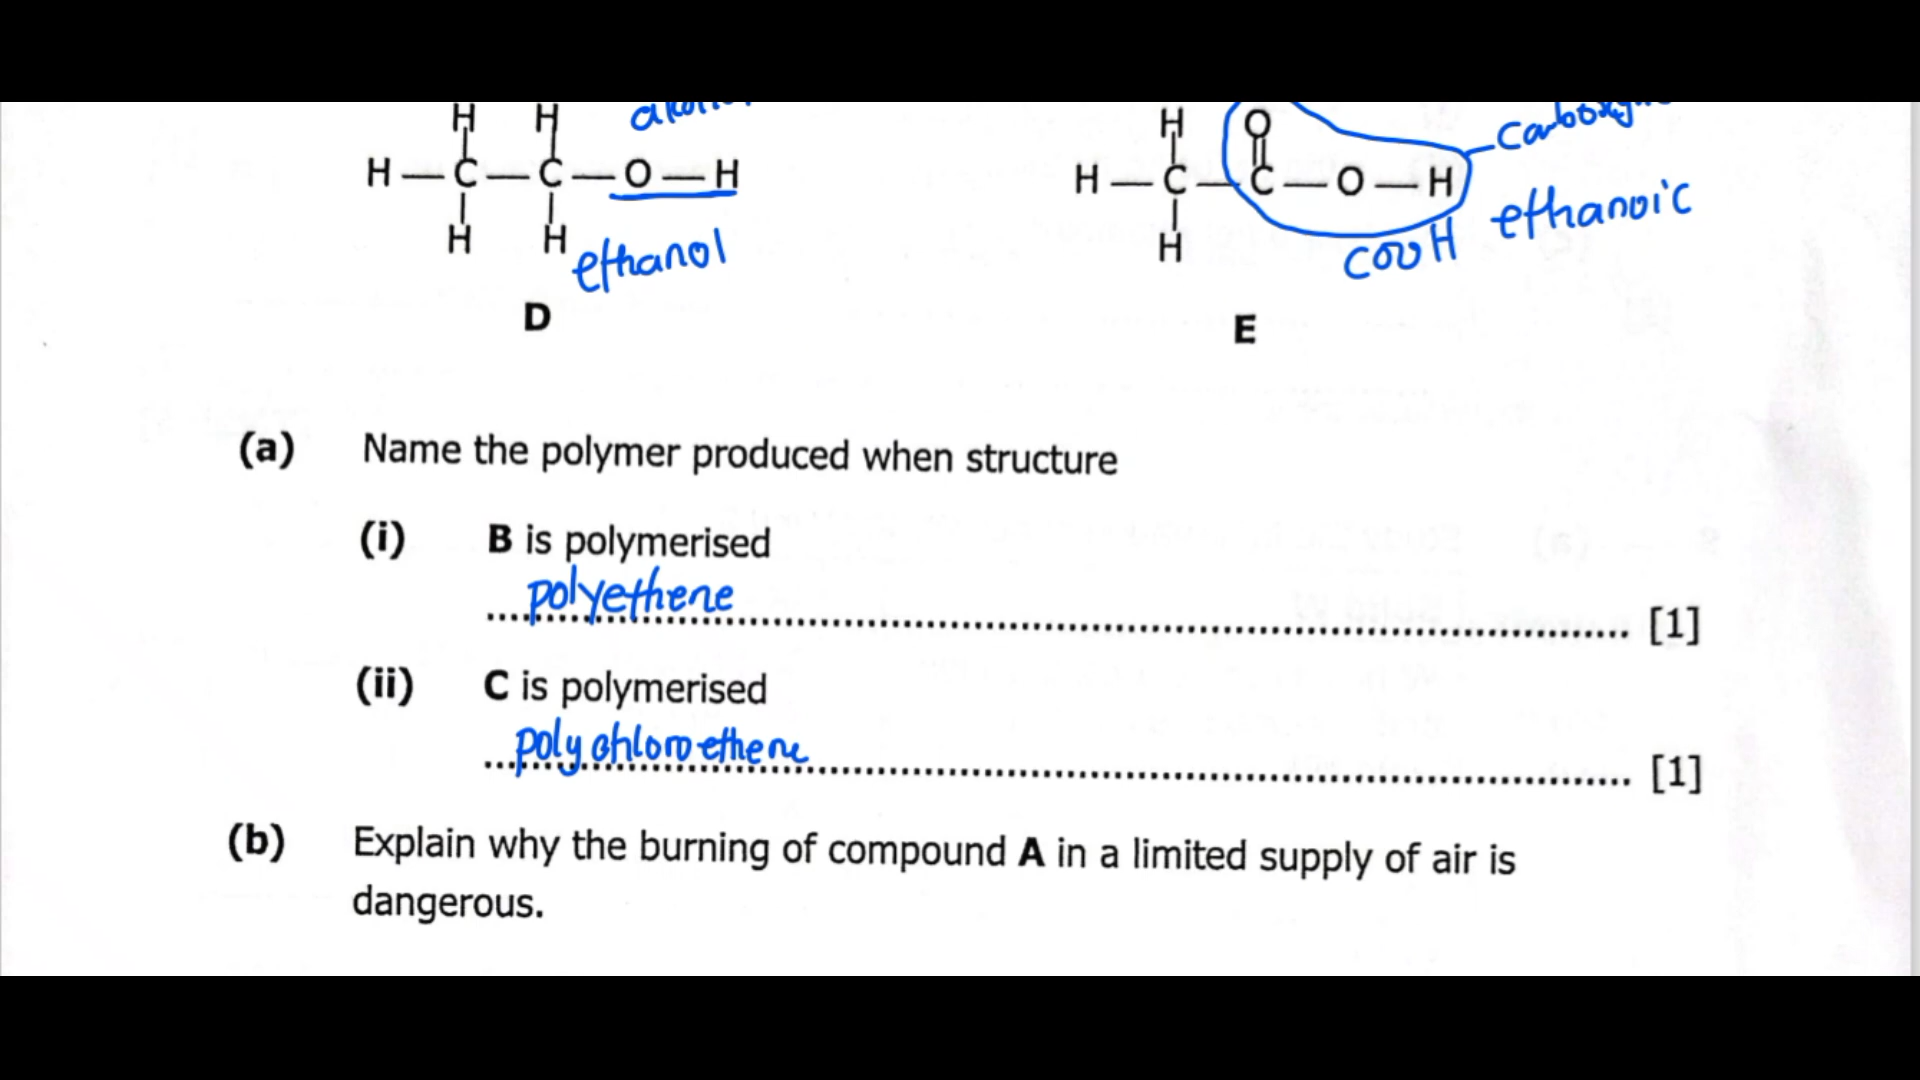 H H
H—C—C—O—H
H H
ethanol
D
H O
H—C—C—O—H
H
COOH
ethanoic
E
(a) Name the polymer produced when structure
(i) B is polymerised
polyethene
[1]
(ii) C is polymerised
polychloroethene
[1]
(b) Explain why the burning of compound A in a limited supply of air is
dangerous.